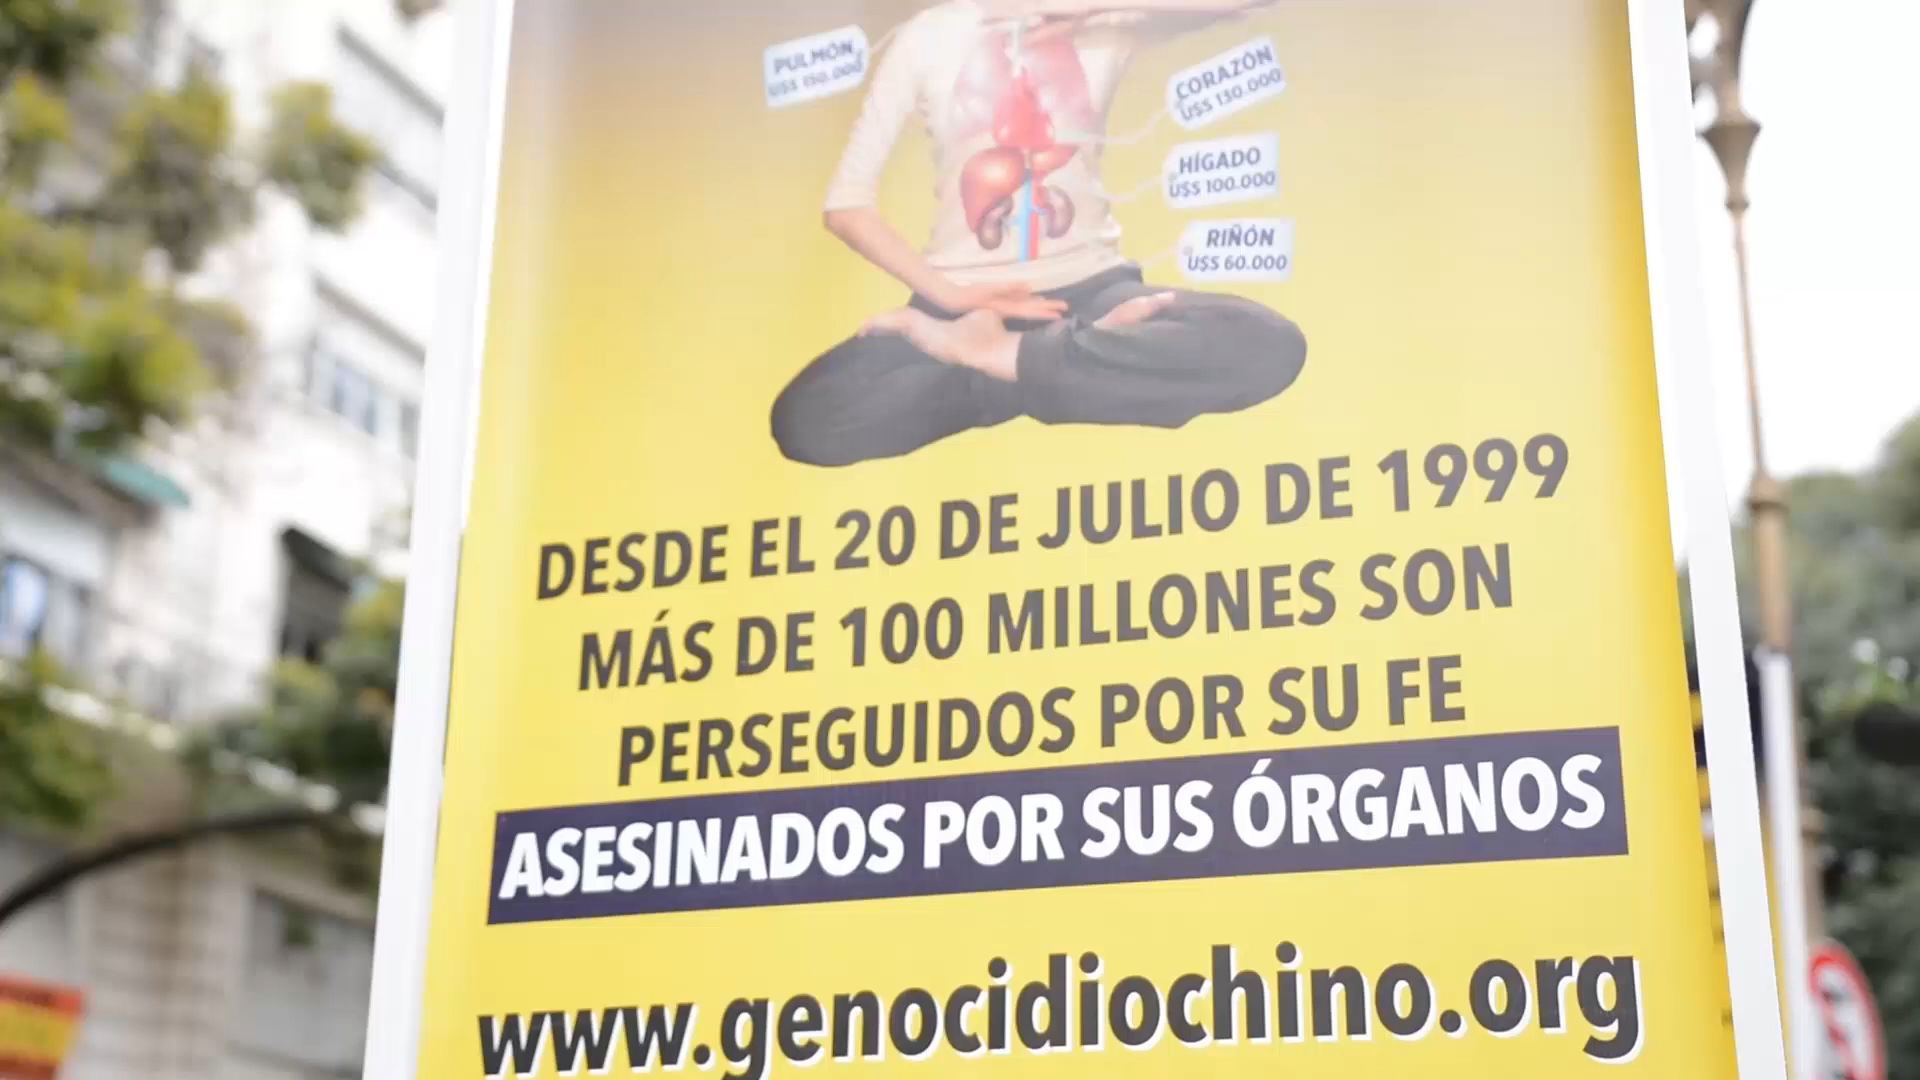 PULMÓN
U$S 150.000
CORAZÓN
U$S 130.000
HÍGADO
U$S 100.000
RIÑÓN
U$S 60.000
DESDE EL 20 DE JULIO DE 1999
MÁS DE 100 MILLONES SON
PERSEGUIDOS POR SU FE
ASESINADOS POR SUS ÓRGANOS
www.genocidiochino.org